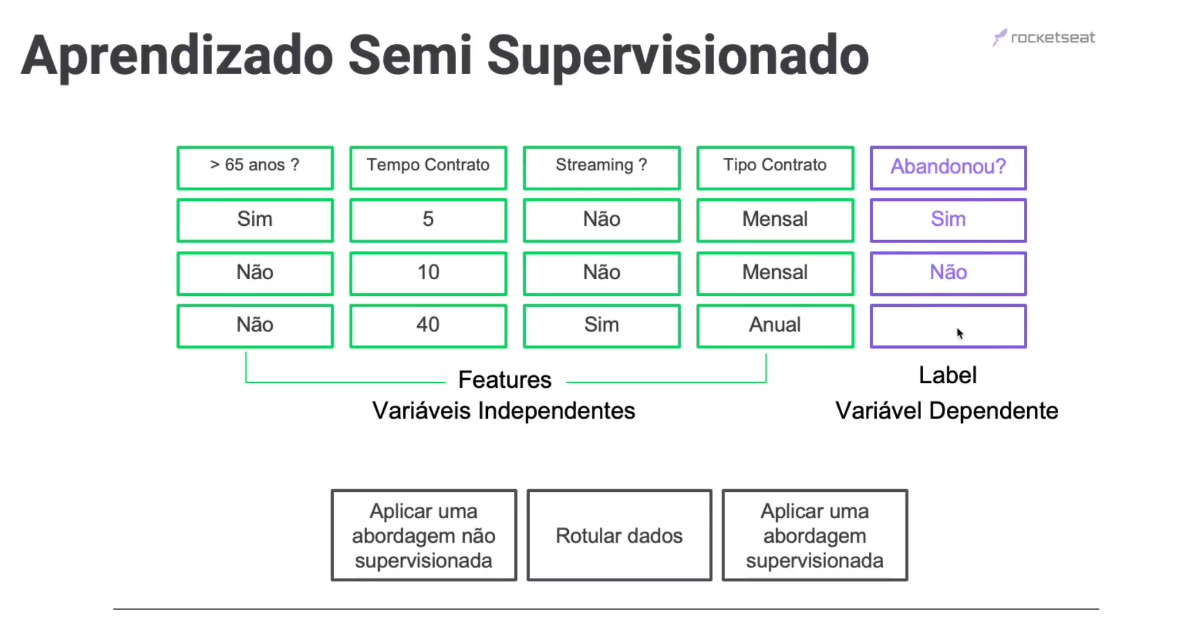 Aprendizado Semi Supervisionado
rocketseat
> 65 anos ? Tempo Contrato Streaming ? Tipo Contrato Abandonou?
Sim 5 Não Mensal Sim
Não 10 Não Mensal Não
Não 40 Sim Anual
Features
Variáveis Independentes
Label
Variável Dependente
Aplicar uma
abordagem não
supervisionada
Rotular dados
Aplicar uma
abordagem
supervisionada